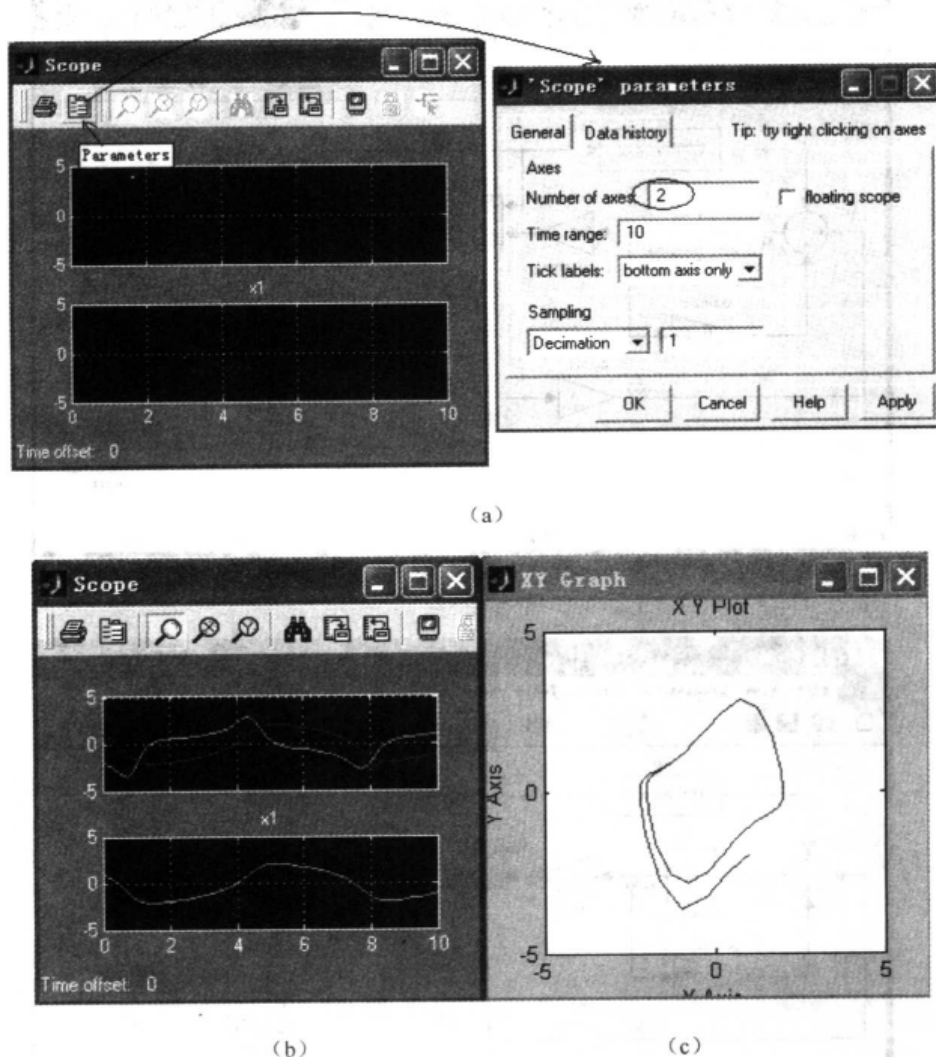 Scope
Parameters
5
0
-5
x1
5
0
-5
0 2 4 6 8 10
Time offset: 0
'Scope' parameters
General Data history Tip: try right clicking on axes
Axes
Number of axes: 2 floating scope
Time range: 10
Tick labels: bottom axis only
Sampling
Decimation 1
OK Cancel Help Apply
(a)
Scope
5
0
-5
x1
5
0
-5
0 2 4 6 8 10
Time offset: 0
(b)
XY Graph
X Y Plot
5
Y Axis
0
-5
-5 0 5
X Axis
(c)